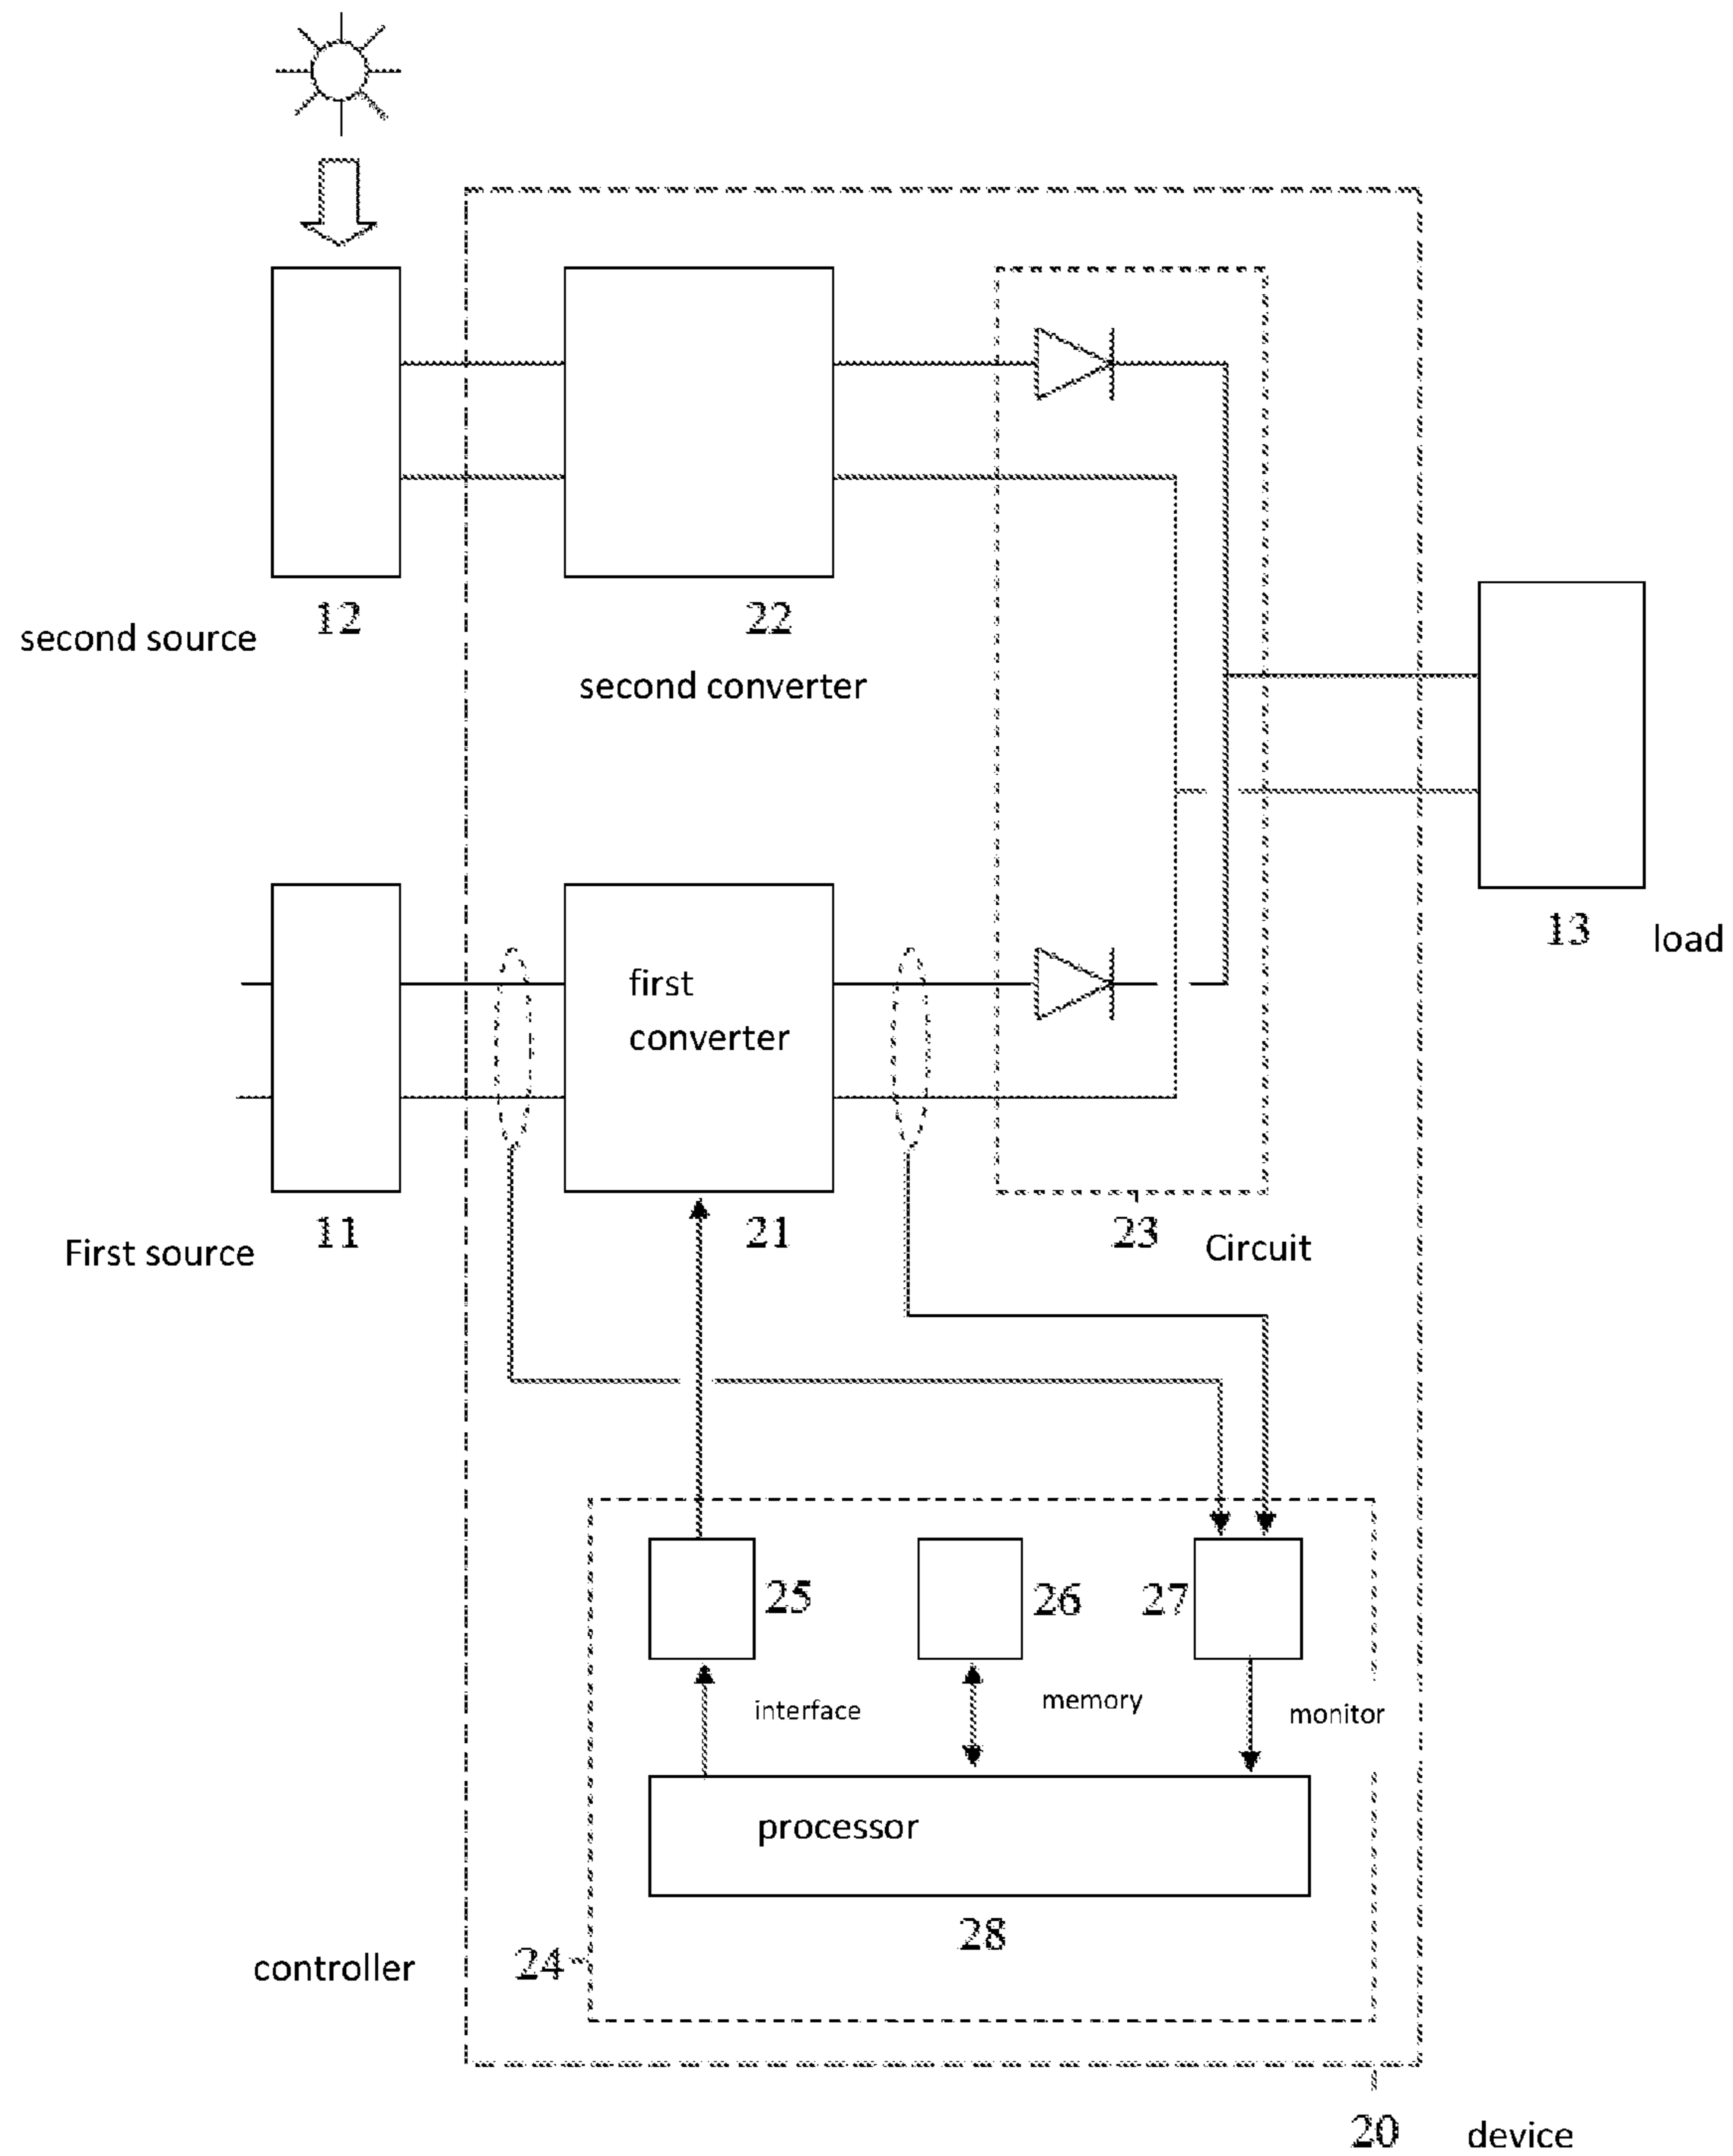 12
22
second source
second converter
13
load
first
converter
11
21
23
First source
Circuit
25
26
27
interface
memory
monitor
processor
28
controller
24
20
device